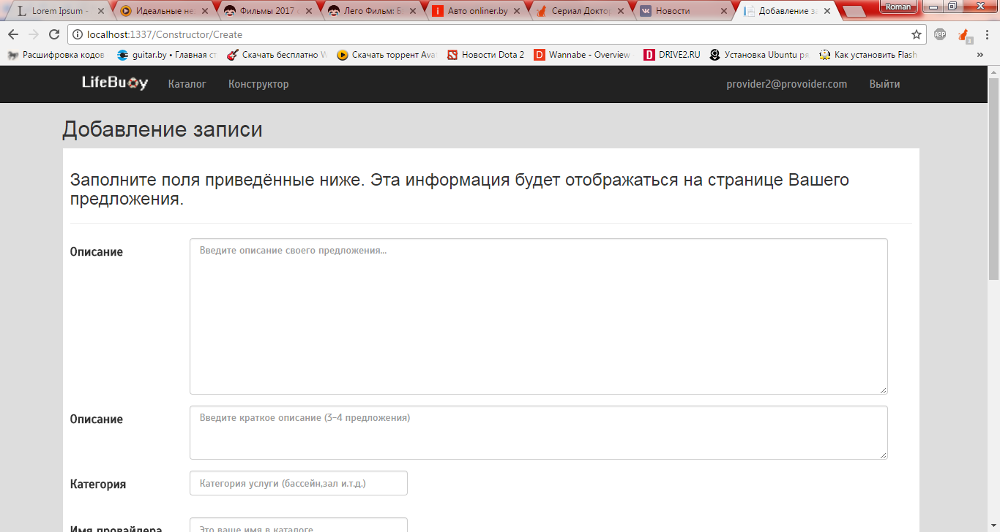 Lorem Ipsum -
Идеальные не
Фильмы 2017
Лего Фильм: Б
Авто onliner.by
Сериал Доктор
Новости
Добавление за
Roman
localhost:1337/Constructor/Create
ABP
3
Расшифровка кодов
guitar.by • Главная ст
Скачать бесплатно W
Скачать торрент Ava
Новости Dota 2
Wannabe - Overview
DRIVE2.RU
Установка Ubuntu ря
Как установить Flash
»
LifeBuoy
Каталог
Конструктор
provider2@provoider.com
Выйти
Добавление записи
Заполните поля приведённые ниже. Эта информация будет отображаться на странице Вашего
предложения.
Описание
Введите описание своего предложения...
Описание
Введите краткое описание (3-4 предложения)
Категория
Категория услуги (бассейн,зал и.т.д.)
Имя провайдера
Это ваше имя в каталоге